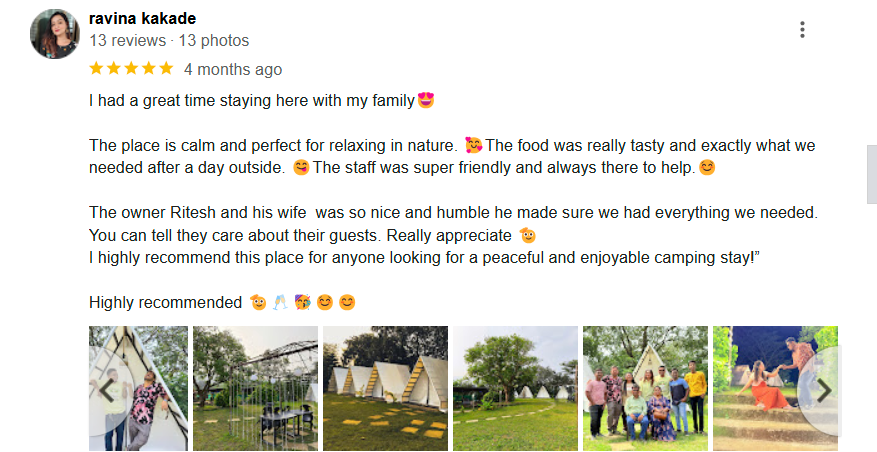 ravina kakade
13 reviews · 13 photos
4 months ago
I had a great time staying here with my family😍
The place is calm and perfect for relaxing in nature. 🥰The food was really tasty and exactly what we
needed after a day outside. 😋The staff was super friendly and always there to help.😊
The owner Ritesh and his wife  was so nice and humble he made sure we had everything we needed.
You can tell they care about their guests. Really appreciate 🫡
I highly recommend this place for anyone looking for a peaceful and enjoyable camping stay!”
Highly recommended 🫡🥂🥳😊😊